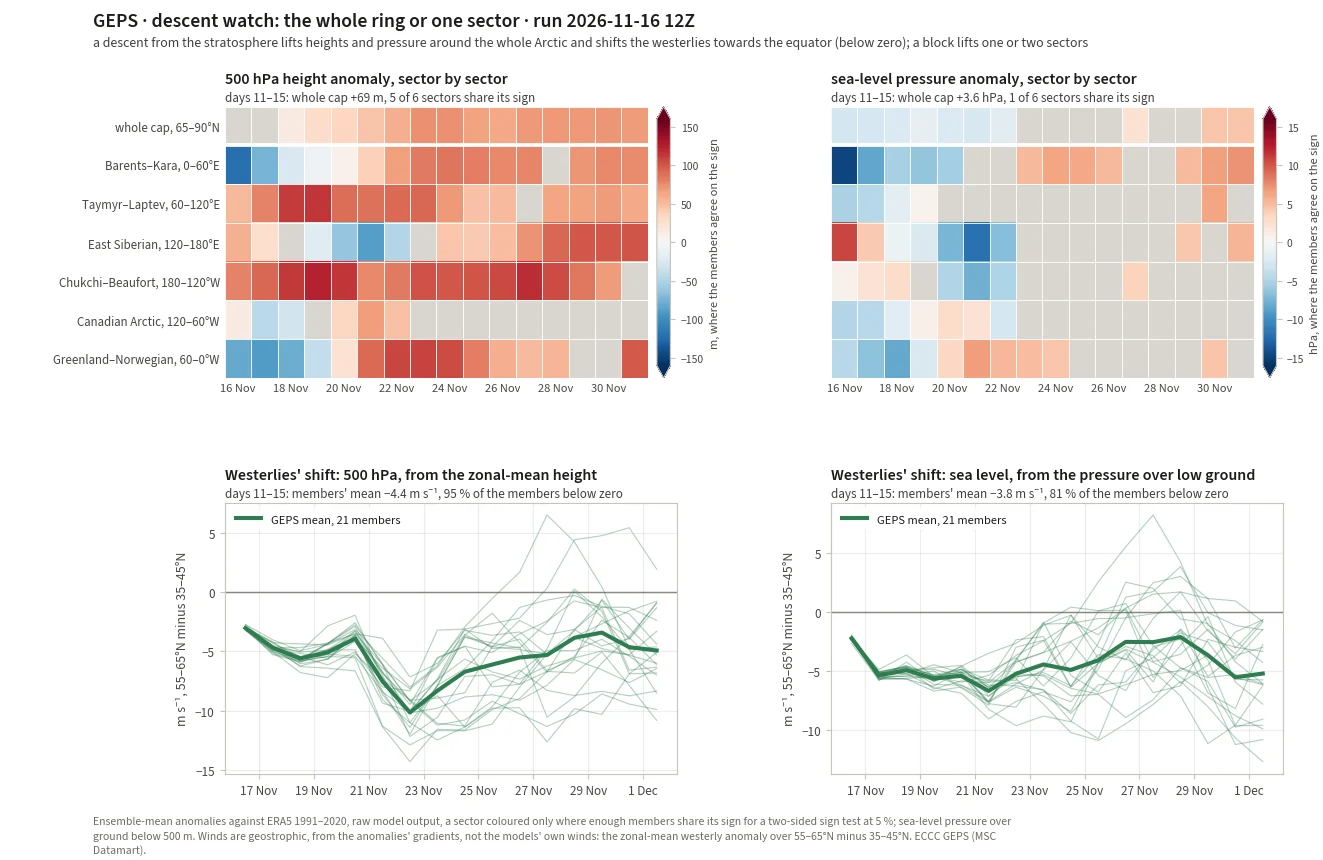 GEPS · descent watch: the whole ring or one sector · run 2026-11-16 12Z
a descent from the stratosphere lifts heights and pressure around the whole Arctic and shifts the westerlies towards the equator (below zero); a block lifts one or two sectors
500 hPa height anomaly, sector by sector
days 11–15: whole cap +69 m, 5 of 6 sectors share its sign
whole cap, 65–90°N
Barents–Kara, 0–60°E
Taymyr–Laptev, 60–120°E
East Siberian, 120–180°E
Chukchi–Beaufort, 180–120°W
Canadian Arctic, 120–60°W
Greenland–Norwegian, 60–0°W
16 Nov 18 Nov 20 Nov 22 Nov 24 Nov 26 Nov 28 Nov 30 Nov
150
100
50
0
−50
−100
−150
m, where the members agree on the sign
sea-level pressure anomaly, sector by sector
days 11–15: whole cap +3.6 hPa, 1 of 6 sectors share its sign
16 Nov 18 Nov 20 Nov 22 Nov 24 Nov 26 Nov 28 Nov 30 Nov
15
10
5
0
−5
−10
−15
hPa, where the members agree on the sign
Westerlies' shift: 500 hPa, from the zonal-mean height
days 11–15: members' mean −4.4 m s⁻¹, 95 % of the members below zero
GEPS mean, 21 members
m s⁻¹, 55–65°N minus 35–45°N
5
0
−5
−10
−15
17 Nov 19 Nov 21 Nov 23 Nov 25 Nov 27 Nov 29 Nov 1 Dec
Westerlies' shift: sea level, from the pressure over low ground
days 11–15: members' mean −3.8 m s⁻¹, 81 % of the members below zero
GEPS mean, 21 members
m s⁻¹, 55–65°N minus 35–45°N
5
0
−5
−10
17 Nov 19 Nov 21 Nov 23 Nov 25 Nov 27 Nov 29 Nov 1 Dec
Ensemble-mean anomalies against ERA5 1991–2020, raw model output, a sector coloured only where enough members share its sign for a two-sided sign test at 5 %; sea-level pressure over
ground below 500 m. Winds are geostrophic, from the anomalies' gradients, not the models' own winds: the zonal-mean westerly anomaly over 55–65°N minus 35–45°N. ECCC GEPS (MSC
Datamart).